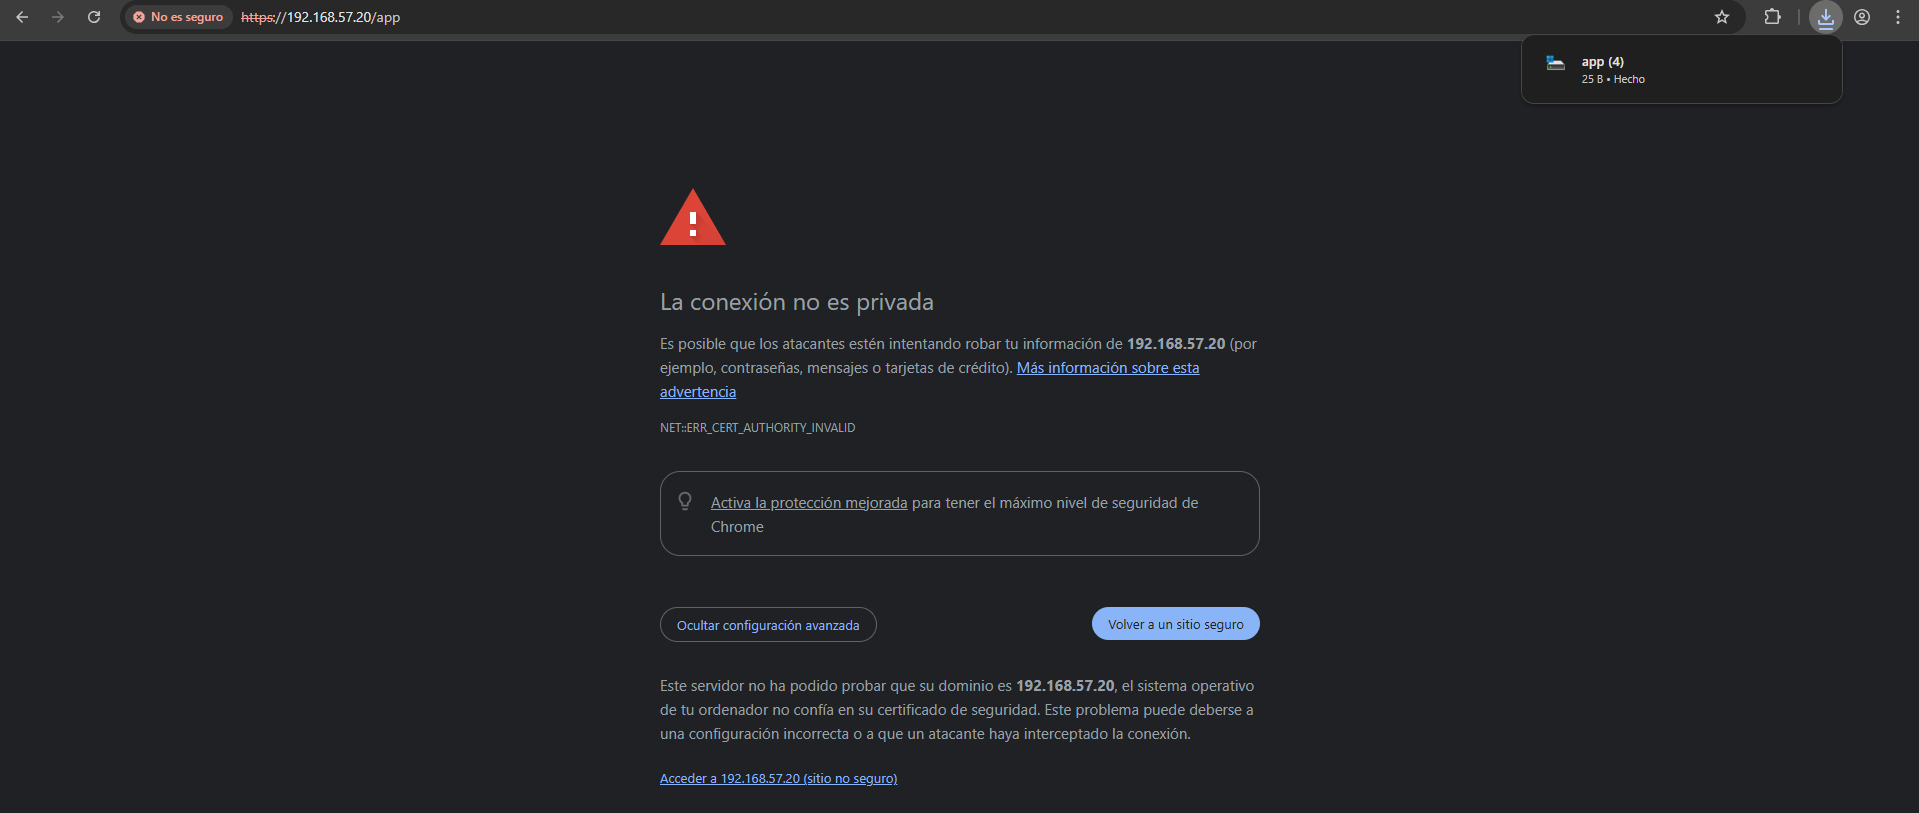 No es seguro
https://192.168.57.20/app
app (4)
25 B • Hecho
La conexión no es privada
Es posible que los atacantes estén intentando robar tu información de 192.168.57.20 (por
ejemplo, contraseñas, mensajes o tarjetas de crédito). Más información sobre esta
advertencia
NET::ERR_CERT_AUTHORITY_INVALID
Activa la protección mejorada para tener el máximo nivel de seguridad de
Chrome
Ocultar configuración avanzada
Volver a un sitio seguro
Este servidor no ha podido probar que su dominio es 192.168.57.20, el sistema operativo
de tu ordenador no confía en su certificado de seguridad. Este problema puede deberse a
una configuración incorrecta o a que un atacante haya interceptado la conexión.
Acceder a 192.168.57.20 (sitio no seguro)